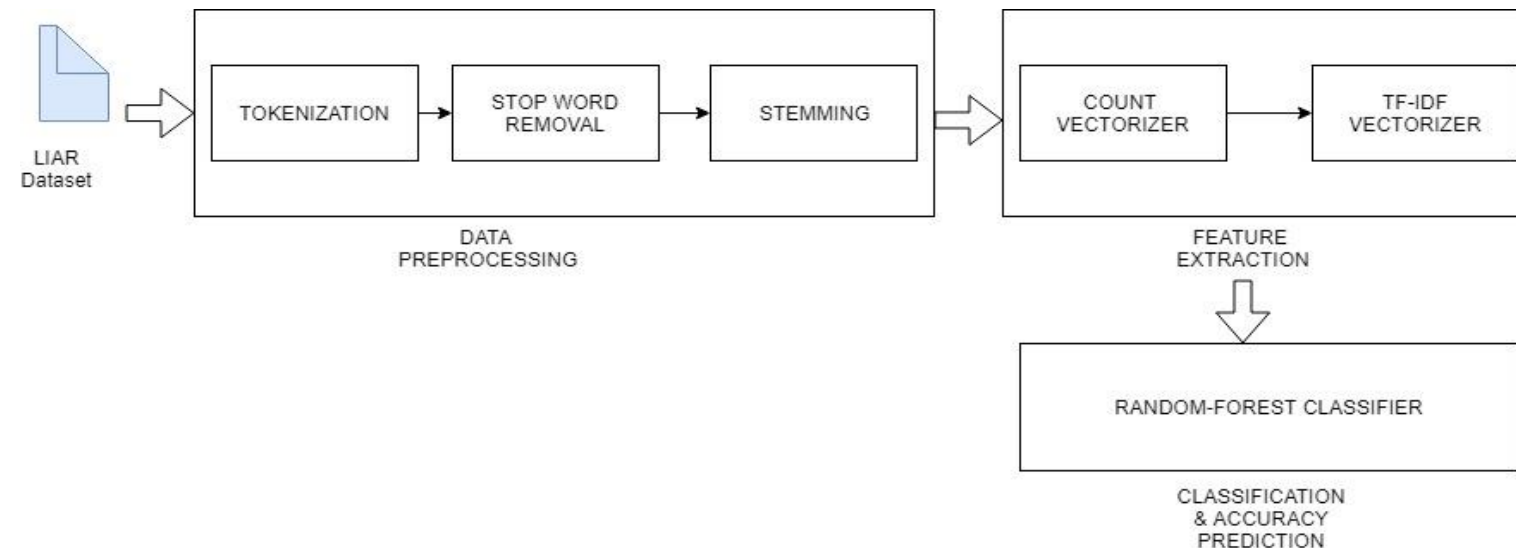 LIAR
Dataset
TOKENIZATION
STOP WORD
REMOVAL
STEMMING
DATA
PREPROCESSING
COUNT
VECTORIZER
TF-IDF
VECTORIZER
FEATURE
EXTRACTION
RANDOM-FOREST CLASSIFIER
CLASSIFICATION
& ACCURACY
PREDICTION